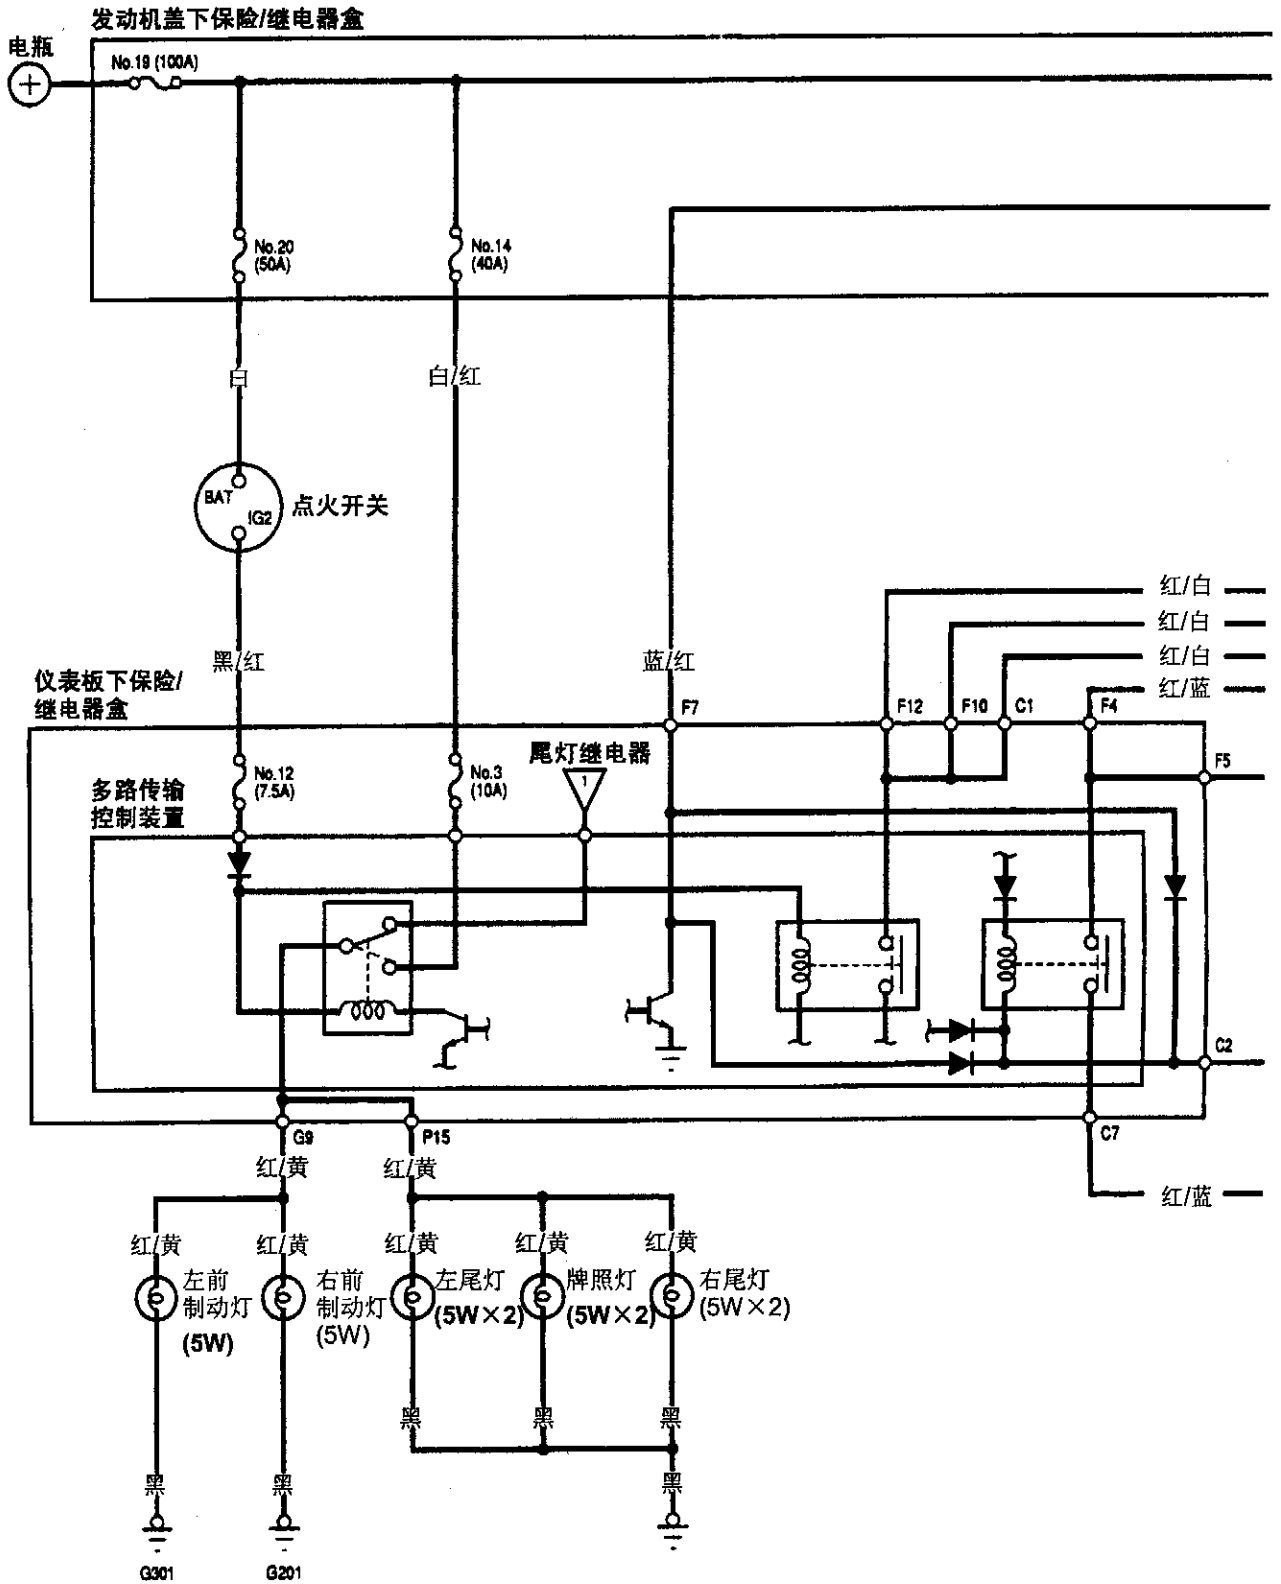 发动机盖下保险/继电器盒
电瓶
No.19 (100A)
No.20
(50A)
No.14
(40A)
白
白/红
BAT
IG2
点火开关
红/白
红/白
红/白
红/蓝
黑/红
蓝/红
仪表板下保险/
继电器盒
F7
F12
F10
C1
F4
尾灯继电器
F5
No.12
(7.5A)
No.3
(10A)
1
多路传输
控制装置
C2
G9
P15
C7
红/黄
红/黄
红/蓝
红/黄
红/黄
红/黄
红/黄
红/黄
左前
制动灯
(5W)
右前
制动灯
(5W)
左尾灯
(5W×2)
牌照灯
(5W×2)
右尾灯
(5W×2)
黑
黑
黑
黑
黑
黑
G301
G201